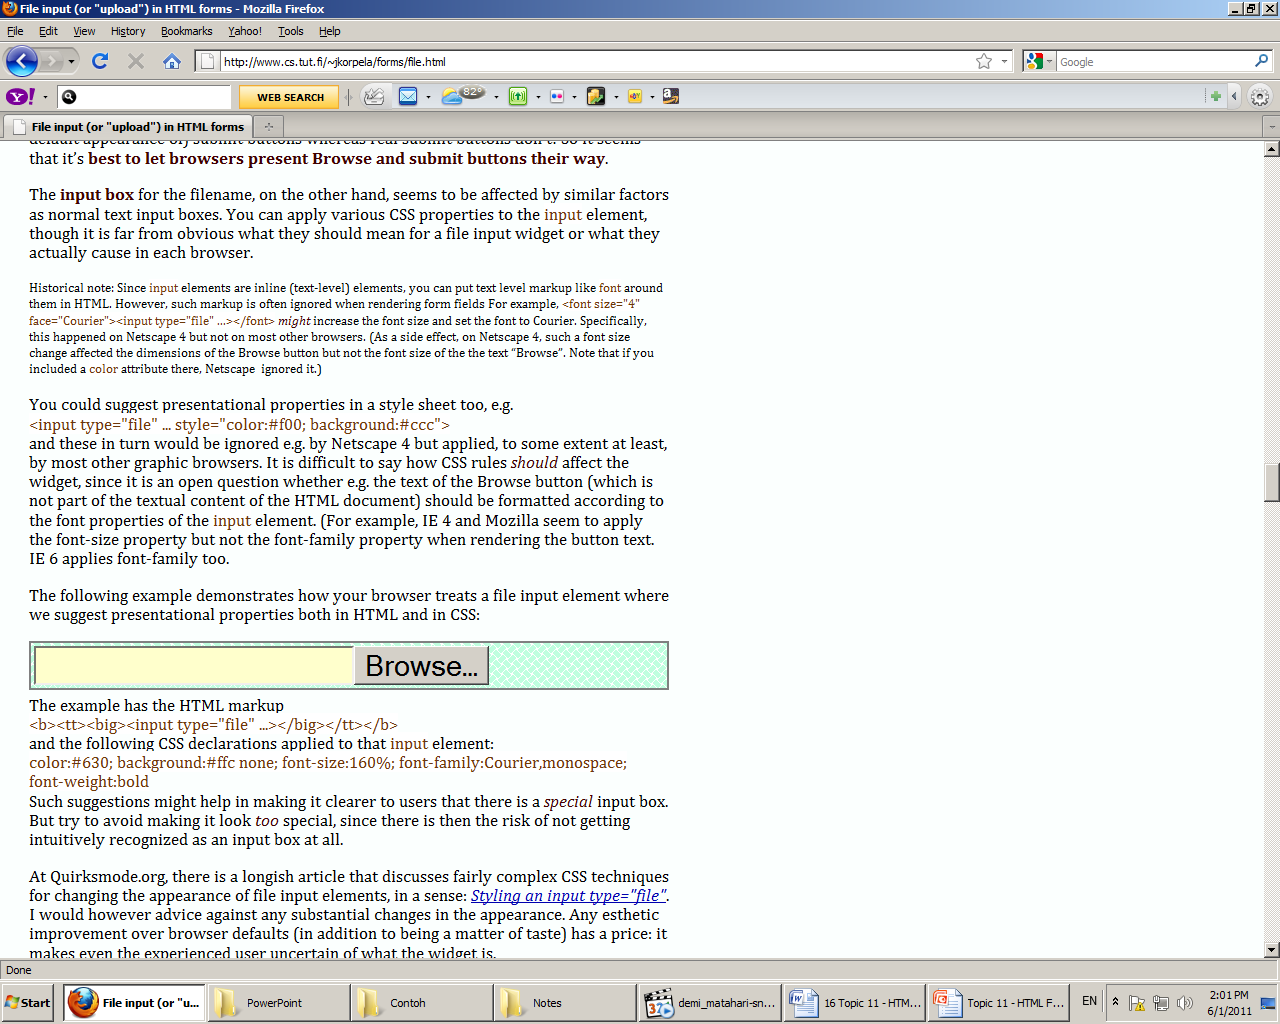 File input (or "upload") in HTML forms - Mozilla Firefox
File Edit View History Bookmarks Yahoo! Tools Help
http://www.cs.tut.fi/~jkorpela/forms/file.html
Google
Y! WEB SEARCH 82°
File input (or "upload") in HTML forms
default appearance of) submit buttons whereas real submit buttons don't. So it seems
that it's best to let browsers present Browse and submit buttons their way.
The input box for the filename, on the other hand, seems to be affected by similar factors
as normal text input boxes. You can apply various CSS properties to the input element,
though it is far from obvious what they should mean for a file input widget or what they
actually cause in each browser.
Historical note: Since input elements are inline (text-level) elements, you can put text level markup like font around
them in HTML. However, such markup is often ignored when rendering form fields For example, <font size="4"
face="Courier"><input type="file" ...></font> might increase the font size and set the font to Courier. Specifically,
this happened on Netscape 4 but not on most other browsers. (As a side effect, on Netscape 4, such a font size
change affected the dimensions of the Browse button but not the font size of the the text “Browse”. Note that if you
included a color attribute there, Netscape ignored it.)
You could suggest presentational properties in a style sheet too, e.g.
<input type="file" ... style="color:#f00; background:#ccc">
and these in turn would be ignored e.g. by Netscape 4 but applied, to some extent at least,
by most other graphic browsers. It is difficult to say how CSS rules should affect the
widget, since it is an open question whether e.g. the text of the Browse button (which is
not part of the textual content of the HTML document) should be formatted according to
the font properties of the input element. (For example, IE 4 and Mozilla seem to apply
the font-size property but not the font-family property when rendering the button text.
IE 6 applies font-family too.
The following example demonstrates how your browser treats a file input element where
we suggest presentational properties both in HTML and in CSS:
Browse...
The example has the HTML markup
<b><tt><big><input type="file" ...></big></tt></b>
and the following CSS declarations applied to that input element:
color:#630; background:#ffc none; font-size:160%; font-family:Courier,monospace;
font-weight:bold
Such suggestions might help in making it clearer to users that there is a special input box.
But try to avoid making it look too special, since there is then the risk of not getting
intuitively recognized as an input box at all.
At Quirksmode.org, there is a longish article that discusses fairly complex CSS techniques
for changing the appearance of file input elements, in a sense: Styling an input type="file".
I would however advice against any substantial changes in the appearance. Any esthetic
improvement over browser defaults (in addition to being a matter of taste) has a price: it
makes even the experienced user uncertain of what the widget is.
Done
Start File input (or "u... PowerPoint Contoh Notes demi_matahari-sn... 16 Topic 11 - HTM... Topic 11 - HTML F... EN 2:01 PM
6/1/2011